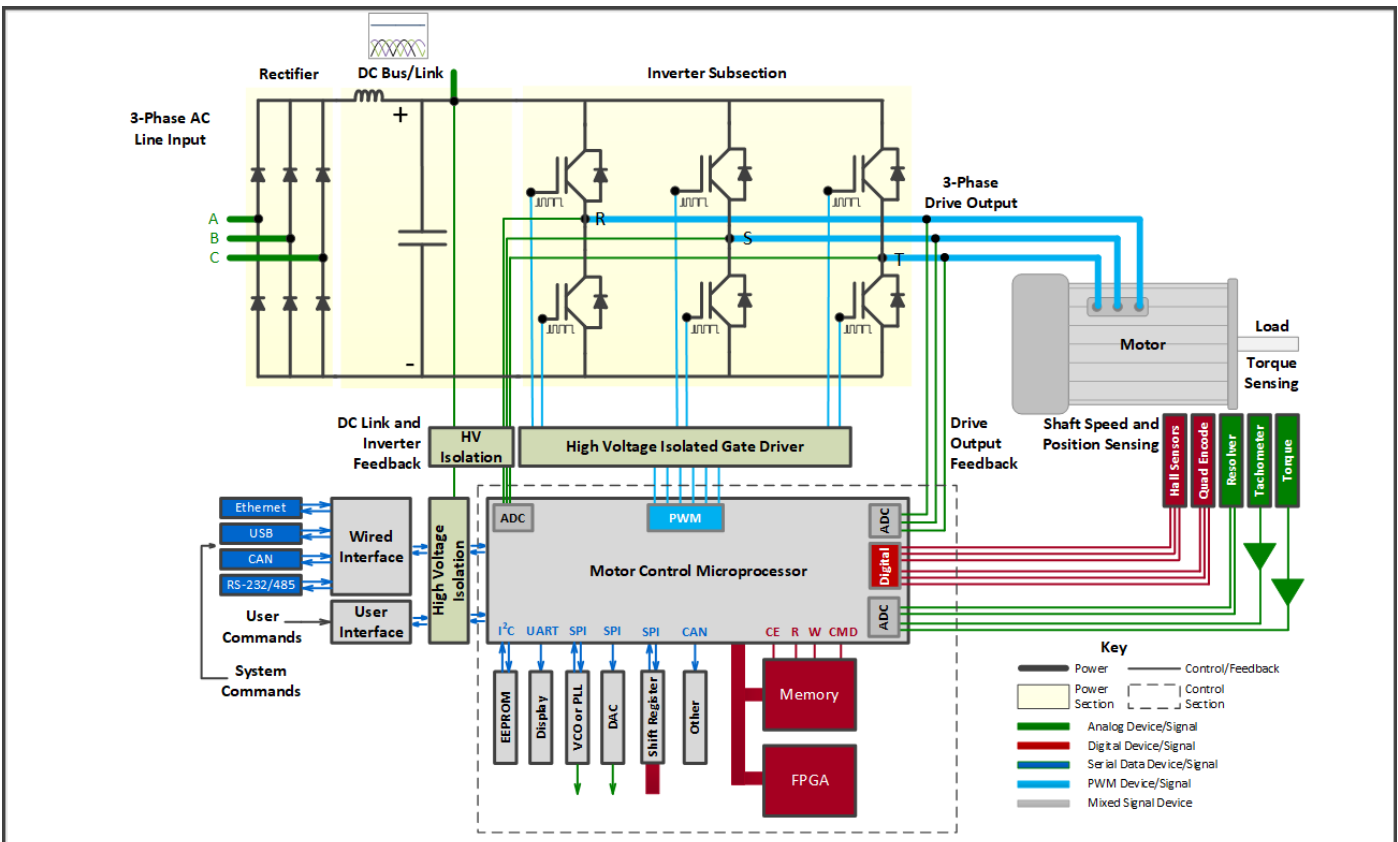 Rectifier
DC Bus/Link
Inverter Subsection
3-Phase AC
Line Input
+
-
A
B
C
R
S
T
3-Phase
Drive Output
Motor
Load
Torque
Sensing
DC Link and
Inverter
Feedback
HV
Isolation
High Voltage Isolated Gate Driver
Drive
Output
Feedback
Shaft Speed and
Position Sensing
Hall Sensors
Quad Encode
Resolver
Tachometer
Torque
Ethernet
USB
CAN
RS-232/485
Wired
Interface
User
Interface
High Voltage
Isolation
User
Commands
System
Commands
ADC
PWM
ADC
Digital
ADC
Motor Control Microprocessor
I²C
UART
SPI
SPI
SPI
CAN
CE
R
W
CMD
EEPROM
Display
VCO or PLL
DAC
Shift Register
Other
Memory
FPGA
Key
Power
Control/Feedback
Power
Section
Control
Section
Analog Device/Signal
Digital Device/Signal
Serial Data Device/Signal
PWM Device/Signal
Mixed Signal Device